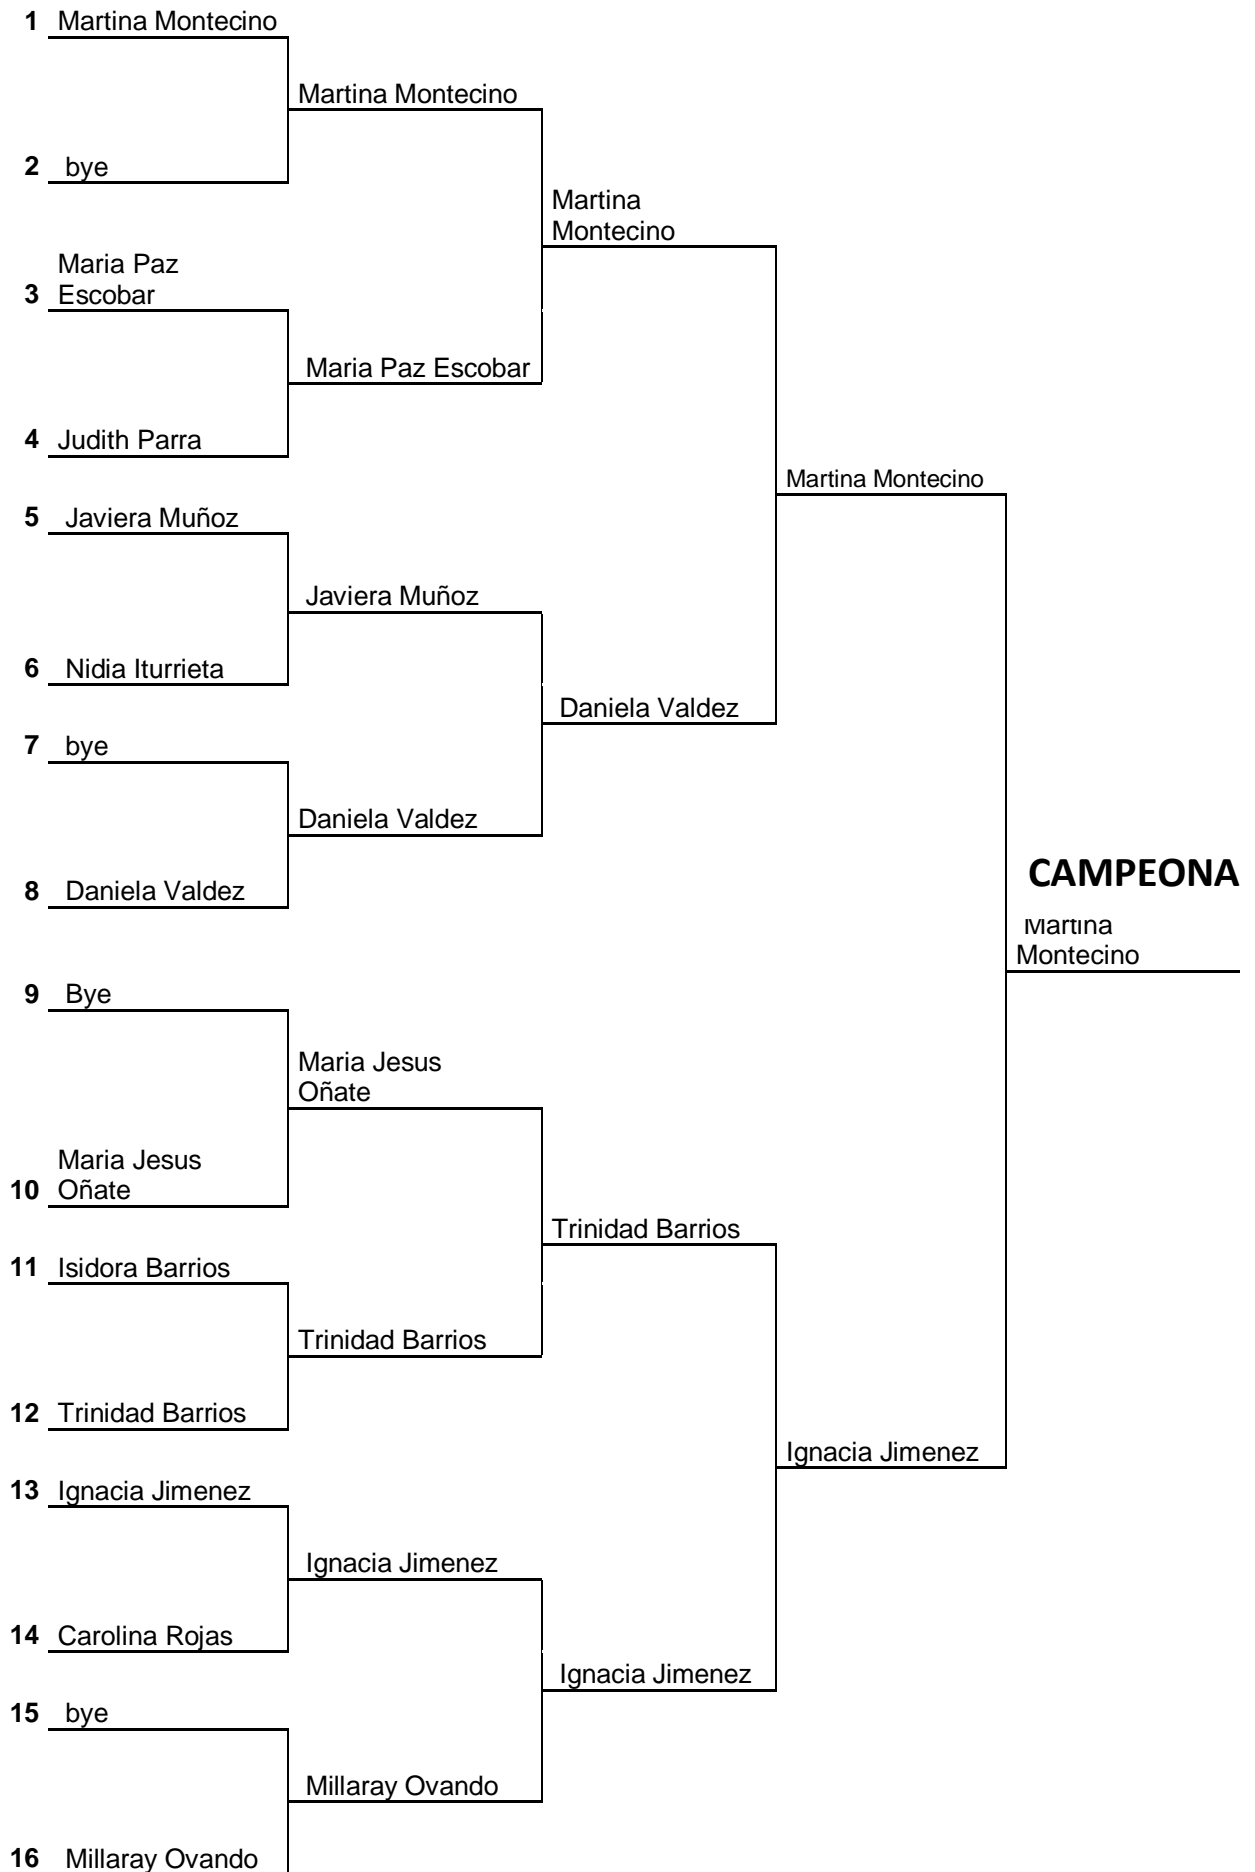 1 Martina Montecino
Martina Montecino
2 bye
Martina
Montecino
Maria Paz
3 Escobar
Maria Paz Escobar
4 Judith Parra
Martina Montecino
5 Javiera Muñoz
Javiera Muñoz
6 Nidia Iturrieta
Daniela Valdez
7 bye
Daniela Valdez
8 Daniela Valdez
CAMPEONA
Martina
Montecino
9 Bye
Maria Jesus
Oñate
Maria Jesus
10 Oñate
Trinidad Barrios
11 Isidora Barrios
Trinidad Barrios
12 Trinidad Barrios
Ignacia Jimenez
13 Ignacia Jimenez
Ignacia Jimenez
14 Carolina Rojas
Ignacia Jimenez
15 bye
Millaray Ovando
16 Millaray Ovando